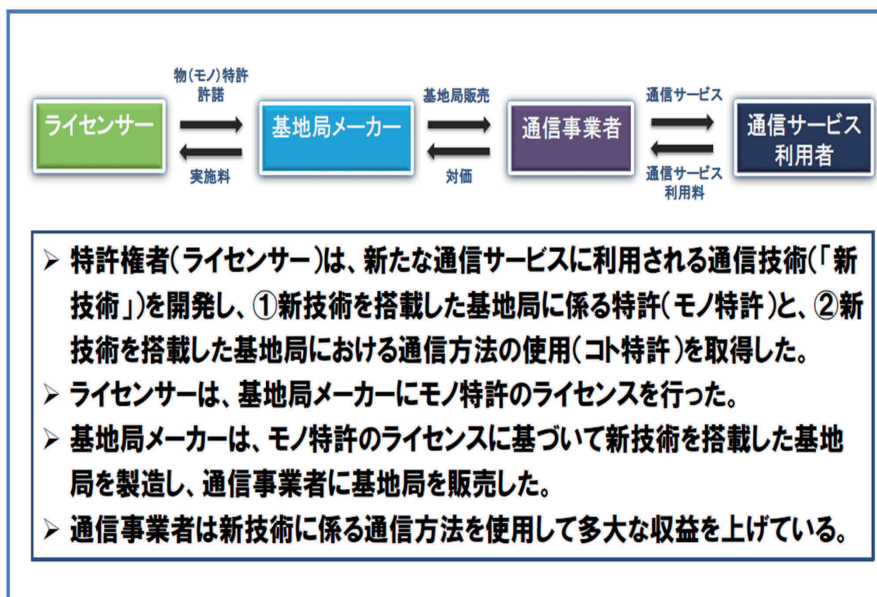 物(モノ)特許
許諾
基地局販売
通信サービス
ライセンサー
基地局メーカー
通信事業者
通信サービス
利用者
実施料
対価
通信サービス
利用料
➢ 特許権者(ライセンサー)は、新たな通信サービスに利用される通信技術(「新
技術」)を開発し、①新技術を搭載した基地局に係る特許(モノ特許)と、②新
技術を搭載した基地局における通信方法の使用(コト特許)を取得した。
➢ ライセンサーは、基地局メーカーにモノ特許のライセンスを行った。
➢ 基地局メーカーは、モノ特許のライセンスに基づいて新技術を搭載した基地
局を製造し、通信事業者に基地局を販売した。
➢ 通信事業者は新技術に係る通信方法を使用して多大な収益を上げている。